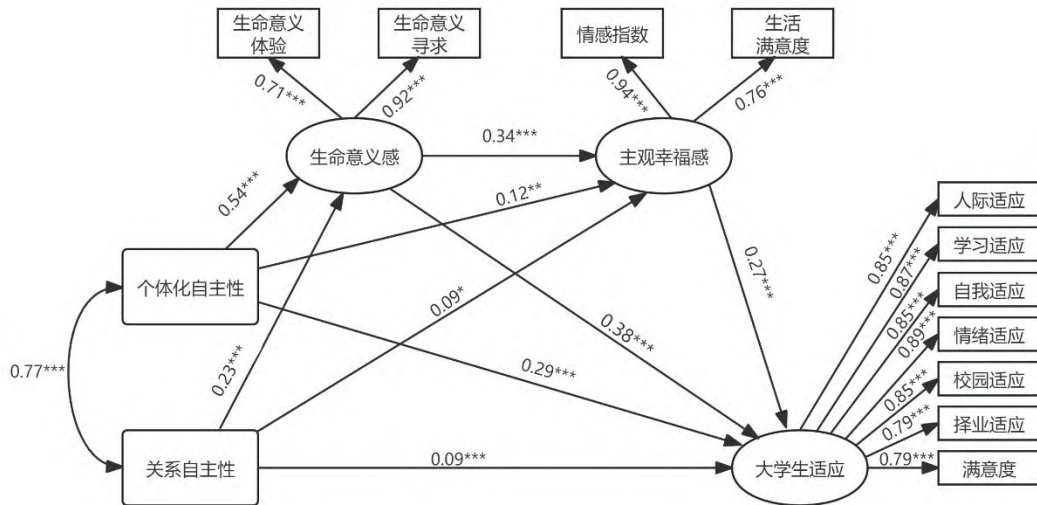 生命意义
体验
生命意义
寻求
情感指数
生活
满意度
0.71***
0.92***
0.94***
0.76***
生命意义感
0.34***
主观幸福感
0.54***
0.12**
人际适应
学习适应
自我适应
情绪适应
校园适应
择业适应
满意度
0.85***
0.87***
0.85***
0.89***
0.85***
0.79***
0.79***
个体化自主性
0.09*
0.27***
0.38***
0.77***
0.23***
0.29***
关系自主性
0.09***
大学生适应